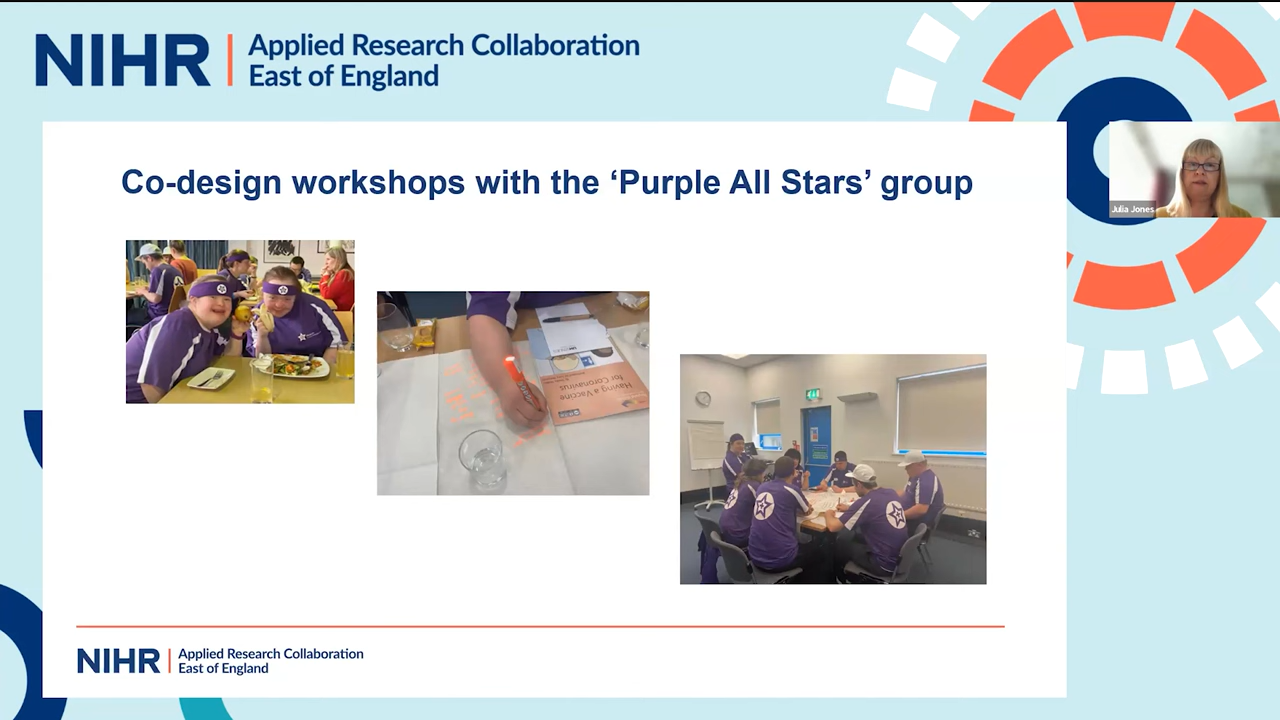 NIHR
Applied Research Collaboration
East of England
Co-design workshops with the ‘Purple All Stars’ group
Julia Jones
Having a Vaccine
for Coronavirus
NIHR
Applied Research Collaboration
East of England